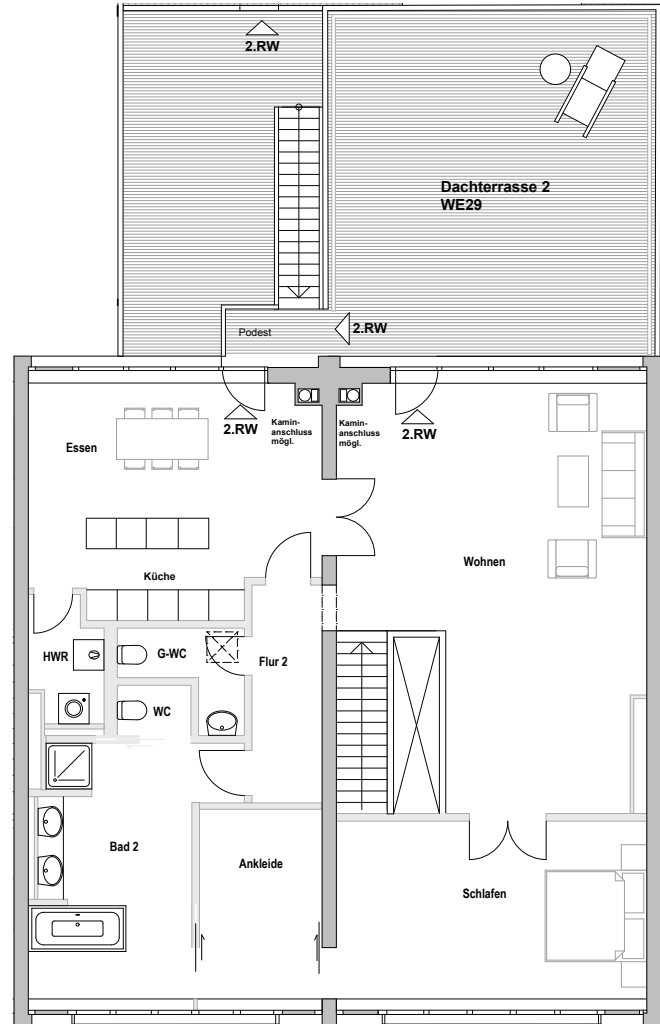 2.RW
Dachterrasse 2
WE29
Podest
2.RW
Essen
2.RW
Kamin-
anschluss
mögl.
Kamin-
anschluss
mögl.
2.RW
Wohnen
Küche
HWR
G-WC
Flur 2
WC
Bad 2
Ankleide
Schlafen